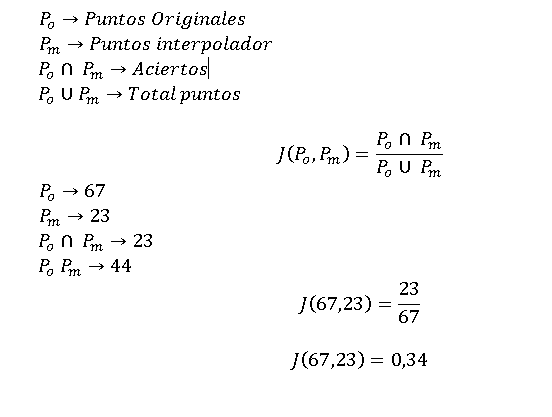 P_o → Puntos Originales
P_m → Puntos interpolador
P_o ∩ P_m → Aciertos
P_o ∪ P_m → Total puntos
J(P_o, P_m) = (P_o ∩ P_m)/(P_o ∪ P_m)
P_o → 67
P_m → 23
P_o ∩ P_m → 23
P_o P_m → 44
J(67,23) = 23/67
J(67,23) = 0,34